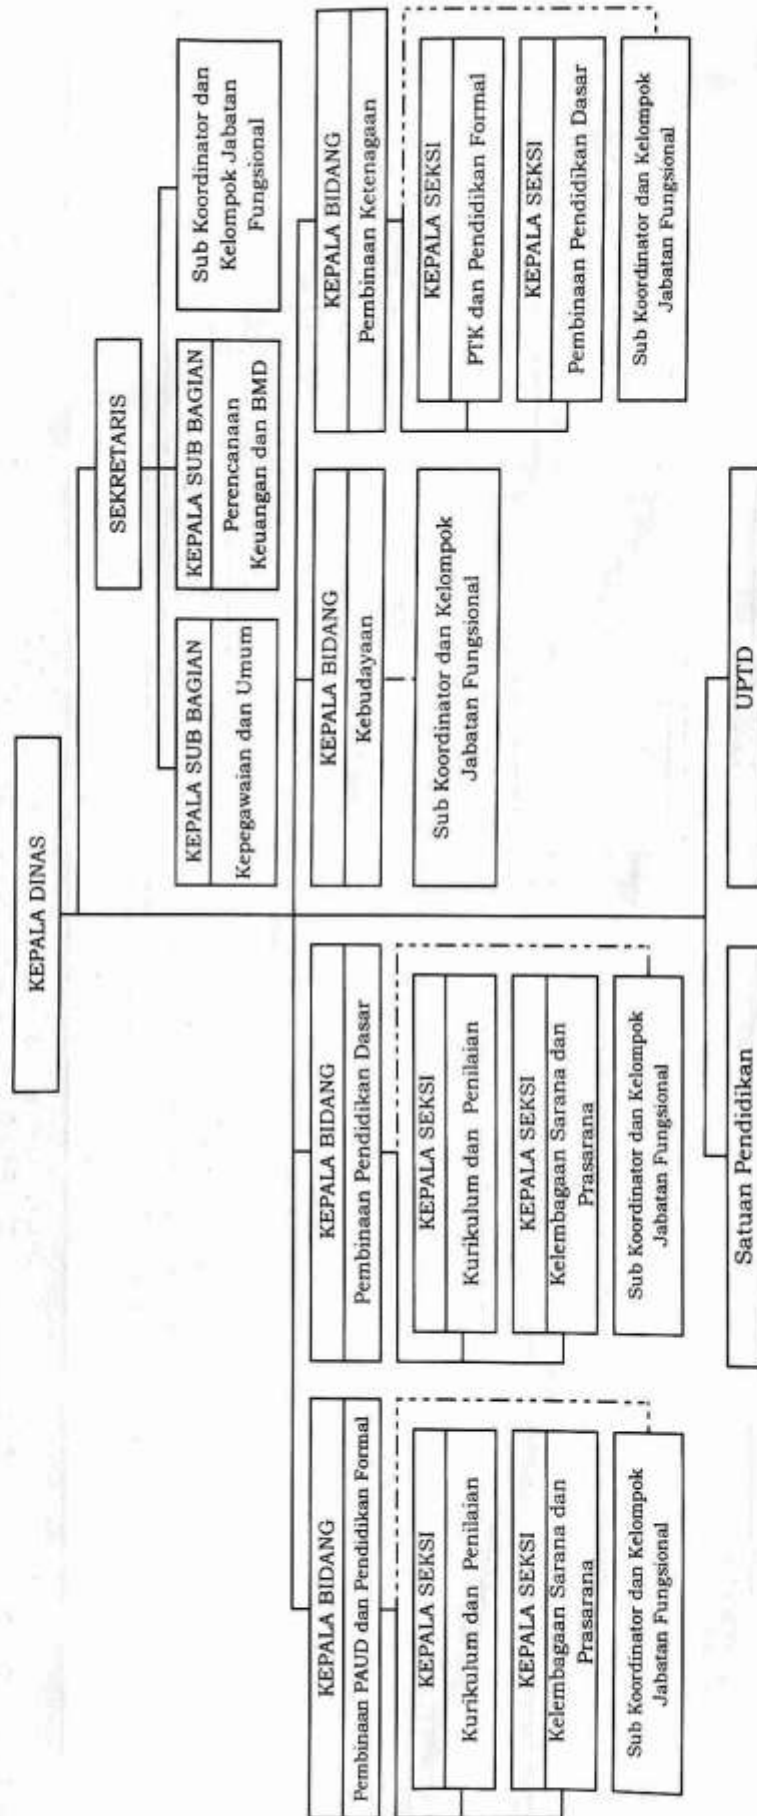 KEPALA DINAS
SEKRETARIS
KEPALA SUB BAGIAN
Kepegawaian dan Umum
KEPALA SUB BAGIAN
Perencanaan
Keuangan dan BMD
Sub Koordinator dan
Kelompok Jabatan
Fungsional
KEPALA BIDANG
Pembinaan PAUD dan Pendidikan Formal
KEPALA SEKSI
Kurikulum dan Penilaian
KEPALA SEKSI
Kelembagaan Sarana dan
Prasarana
Sub Koordinator dan Kelompok
Jabatan Fungsional
KEPALA BIDANG
Pembinaan Pendidikan Dasar
KEPALA SEKSI
Kurikulum dan Penilaian
KEPALA SEKSI
Kelembagaan Sarana dan
Prasarana
Sub Koordinator dan Kelompok
Jabatan Fungsional
KEPALA BIDANG
Kebudayaan
Sub Koordinator dan Kelompok
Jabatan Fungsional
KEPALA BIDANG
Pembinaan Ketenagaan
KEPALA SEKSI
PTK dan Pendidikan Formal
KEPALA SEKSI
Pembinaan Pendidikan Dasar
Sub Koordinator dan Kelompok
Jabatan Fungsional
Satuan Pendidikan
UPTD